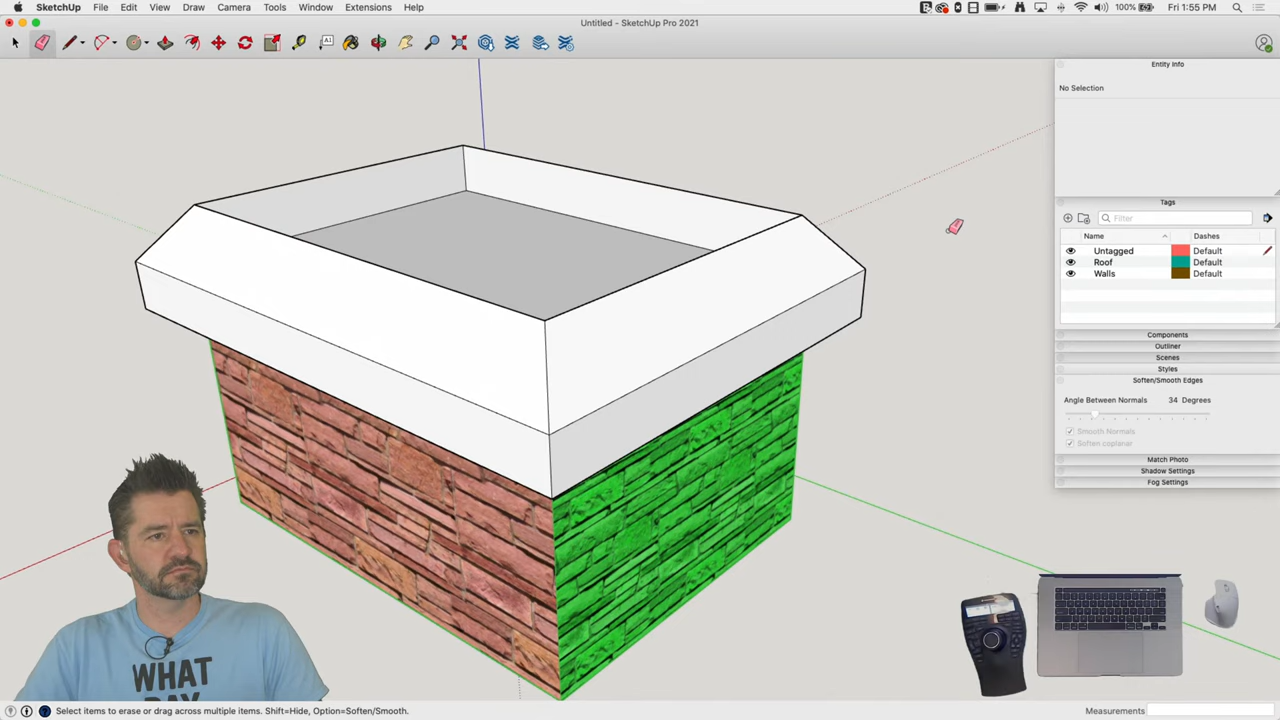 SketchUp File Edit View Draw Camera Tools Window Extensions Help 100% Fri 1:55 PM
Untitled - SketchUp Pro 2021
Entity Info
No Selection
Tags
Filter
Name Dashes
Untagged Default
Roof Default
Walls Default
Components
Outliner
Scenes
Styles
Soften/Smooth Edges
Angle Between Normals 34 Degrees
Smooth Normals
Soften coplanar
Match Photo
Shadow Settings
Fog Settings
WHAT
DAY
Select items to erase or drag across multiple items. Shift=Hide, Option=Soften/Smooth.
Measurements